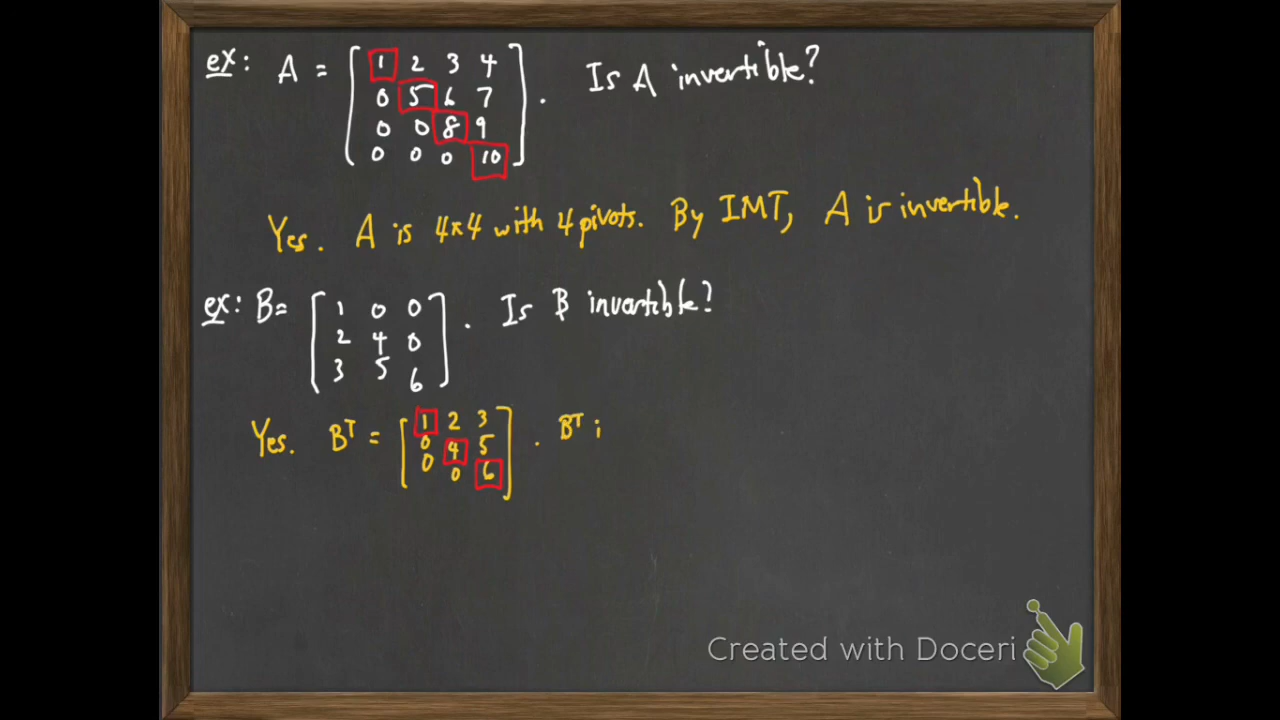 ex: A = [ 1 2 3 4 . Is A invertible?
0 5 6 7
0 0 8 9
0 0 0 10 ]
Yes. A is 4x4 with 4 pivots. By IMT, A is invertible.
ex: B= [ 1 0 0 . Is B invertible?
2 4 0
3 5 6 ]
Yes. Bᵀ = [ 1 2 3 . Bᵀ i
0 4 5
0 0 6 ]
Created with Doceri